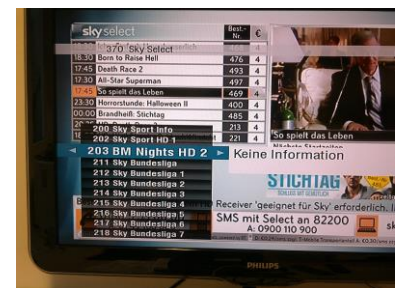 sky select
Best.-Nr. €
370 Sky Select
18:30 Born to Raise Hell 476 4
17:45 Death Race 2 493 4
17:30 All-Star Superman 497 4
17:45 So spielt das Leben 469 4
23:30 Horrorstunde: Halloween II 400 4
00:00 Brandheiß: Stichtag 485 4
213 4
200 Sky Sport Info
221 4
So spielt das Leben
202 Sky Sport HD 1
Nächste Startzeiten
203 BM Nights HD 2
Keine Information
211 Sky Bundesliga
212 Sky Bundesliga 1
213 Sky Bundesliga 2
214 Sky Bundesliga 3
215 Sky Bundesliga 4
216 Sky Bundesliga 5
217 Sky Bundesliga 6
218 Sky Bundesliga 7
STICHTAG
Receiver 'geeignet für Sky' erforderlich.
SMS mit Select an 82200
A: 0900 110 900
PHILIPS